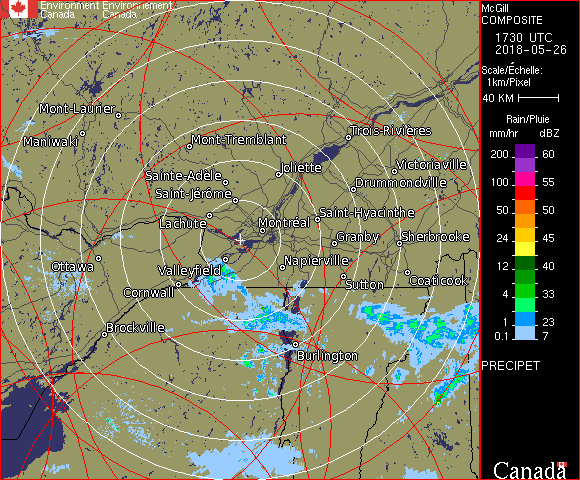 Environment Environnement
Canada Canada
McGill
COMPOSITE
1730 UTC
2018-05-26
Scale/Échelle:
1km/Pixel
40 KM
Rain/Pluie
mm/hr dBZ
200 60
155
100 55
50 50
24 45
12 40
4 33
1 23
0.1 7
PRECIPET
Canada
Mont-Laurier
Maniwaki
Mont-Tremblant
Trois-Rivières
Joliette
Victoriaville
Sainte-Adèle
Drummondville
Saint-Jérôme
Saint-Hyacinthe
Lachute
Montréal
Granby
Sherbrooke
Ottawa
Valleyfield
Napierville
Coaticook
Cornwall
Sutton
Brockville
Burlington